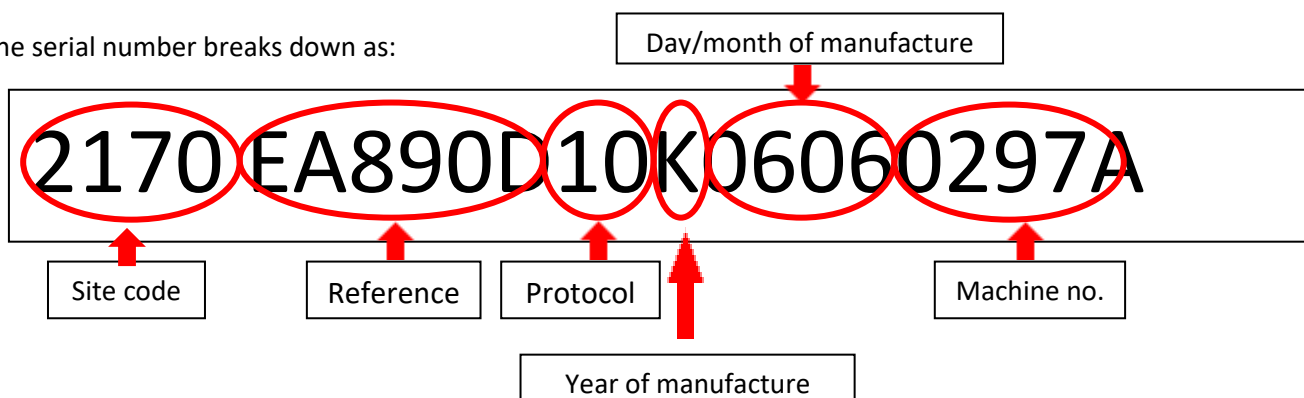 ne serial number breaks down as:
Day/month of manufacture
2170 EA890D10K06060297A
Site code
Reference
Protocol
Machine no.
Year of manufacture